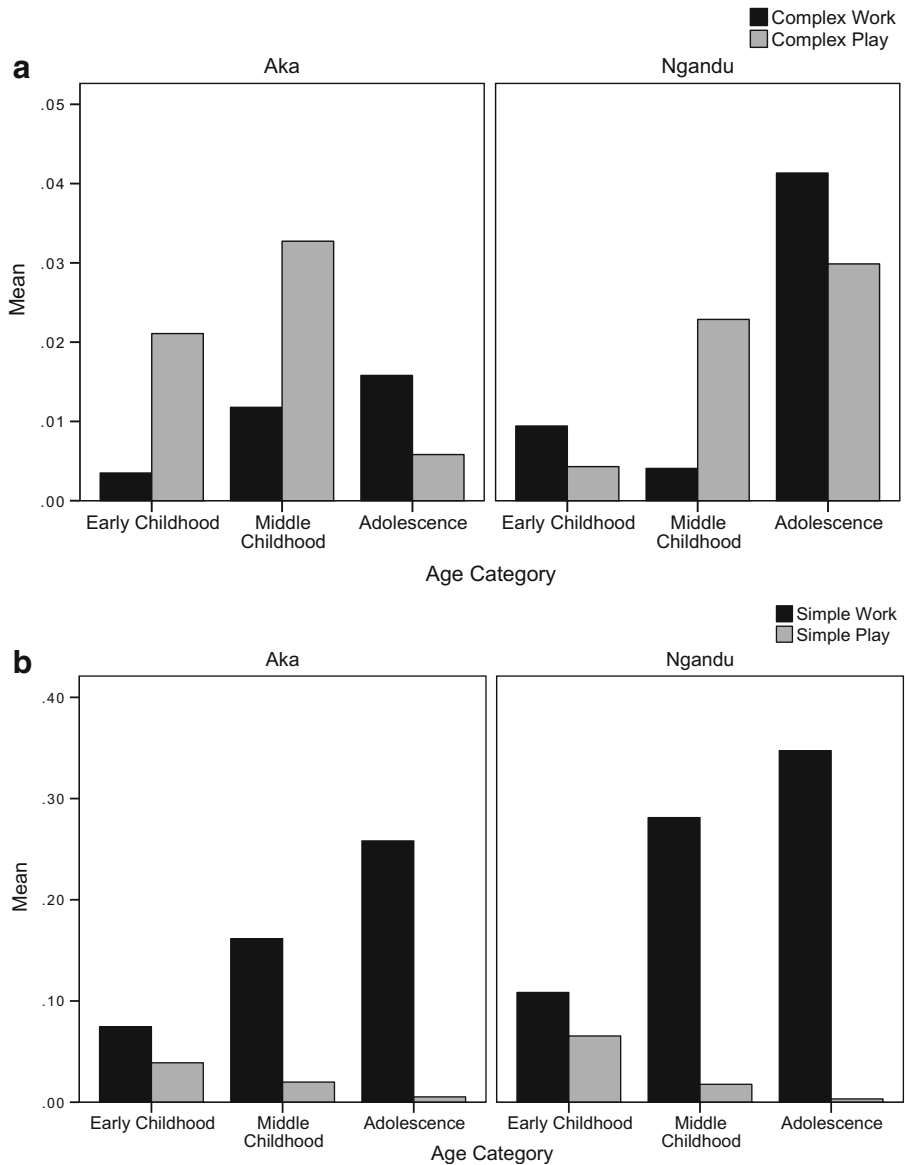 Complex Work
Complex Play
a
Aka
Ngandu
.05
.04
.03
.02
.01
.00
Mean
Early Childhood
Middle
Childhood
Adolescence
Early Childhood
Middle
Childhood
Adolescence
Age Category
Simple Work
Simple Play
b
Aka
Ngandu
.40
.30
.20
.10
.00
Mean
Early Childhood
Middle
Childhood
Adolescence
Early Childhood
Middle
Childhood
Adolescence
Age Category